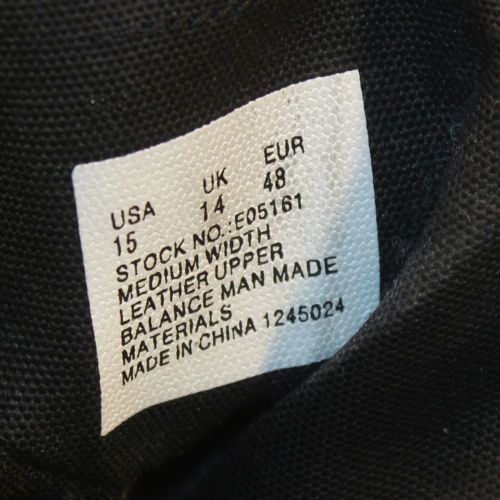 USA UK EUR
15 14 48
STOCK NO.:E05161
MEDIUM WIDTH
LEATHER UPPER
BALANCE MAN MADE
MATERIALS
MADE IN CHINA 1245024